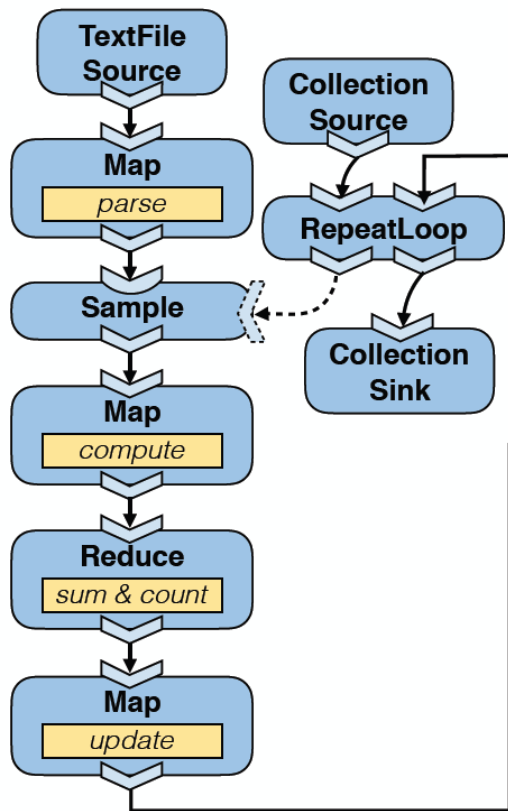 TextFile
Source
Map
parse
Sample
Map
compute
Reduce
sum & count
Map
update
Collection
Source
RepeatLoop
Collection
Sink